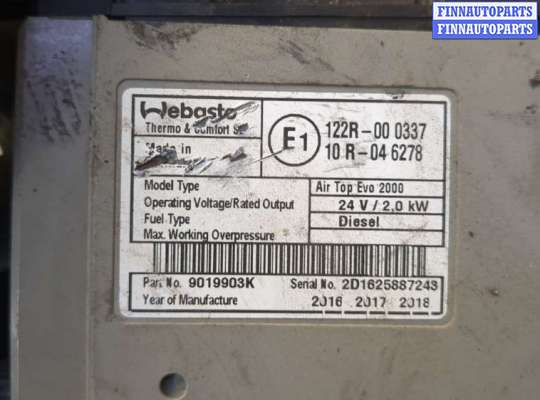 FINNAUTOPARTS
FINNAUTOPARTS
Webasto
Thermo & Comfort SE
Made in
E1
122R-00 0337
10 R-04 6278
Model Type
Air Top Evo 2000
Operating Voltage/Rated Output
24 V / 2,0 kW
Fuel Type
Diesel
Max. Working Overpressure
Part No. 9019903K
Serial No. 2D1625887243
Year of Manufacture
2016 2017 2018